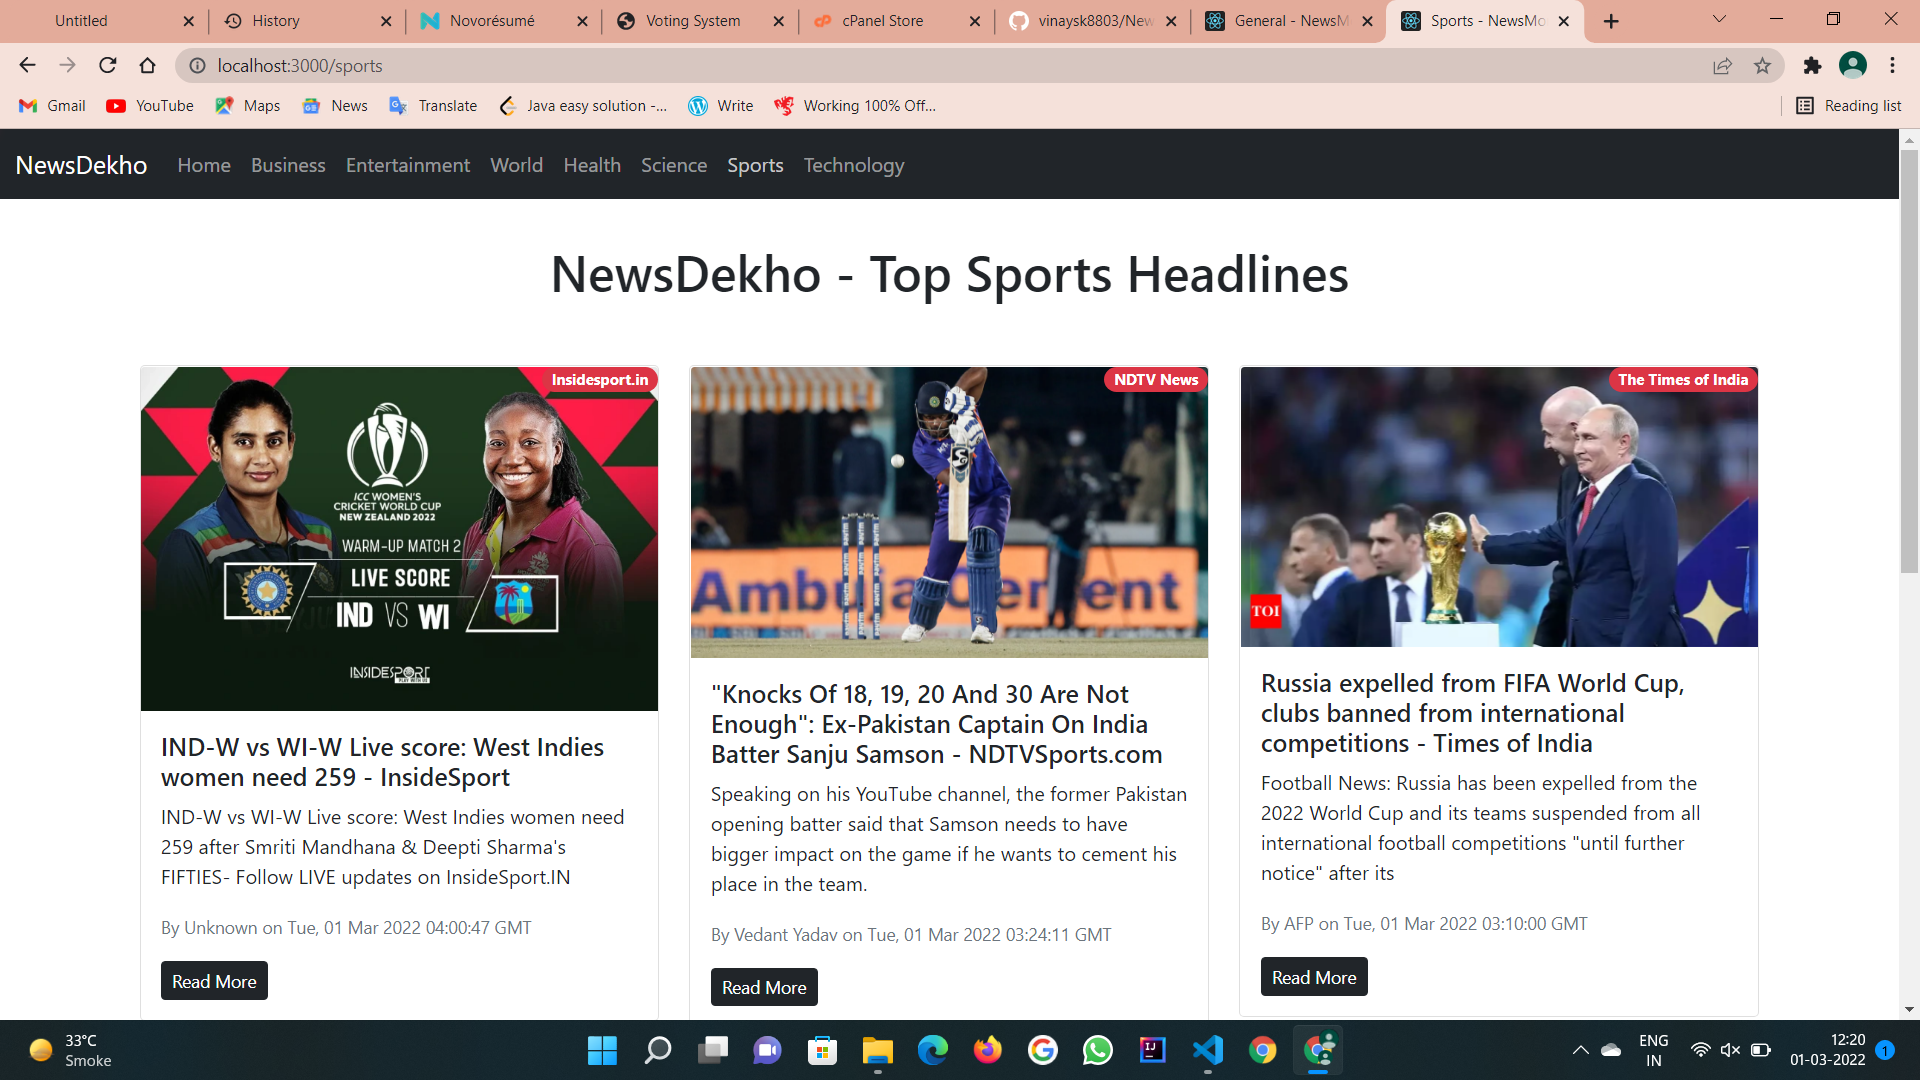 Untitled
History
Novorésumé
Voting System
cPanel Store
vinaysk8803/New
General - NewsM
Sports - NewsMo
localhost:3000/sports
Gmail
YouTube
Maps
News
Translate
Java easy solution -...
Write
Working 100% Off...
Reading list
NewsDekho
Home
Business
Entertainment
World
Health
Science
Sports
Technology
NewsDekho - Top Sports Headlines
Insidesport.in
ICC WOMEN'S
CRICKET WORLD CUP
NEW ZEALAND 2022
WARM-UP MATCH 2
LIVE SCORE
IND VS WI
INSIDESPORT
IND-W vs WI-W Live score: West Indies
women need 259 - InsideSport
IND-W vs WI-W Live score: West Indies women need
259 after Smriti Mandhana & Deepti Sharma's
FIFTIES- Follow LIVE updates on InsideSport.IN
By Unknown on Tue, 01 Mar 2022 04:00:47 GMT
Read More
NDTV News
Ambuja Cement
"Knocks Of 18, 19, 20 And 30 Are Not
Enough": Ex-Pakistan Captain On India
Batter Sanju Samson - NDTVSports.com
Speaking on his YouTube channel, the former Pakistan
opening batter said that Samson needs to have
bigger impact on the game if he wants to cement his
place in the team.
By Vedant Yadav on Tue, 01 Mar 2022 03:24:11 GMT
Read More
The Times of India
TOI
Russia expelled from FIFA World Cup,
clubs banned from international
competitions - Times of India
Football News: Russia has been expelled from the
2022 World Cup and its teams suspended from all
international football competitions "until further
notice" after its
By AFP on Tue, 01 Mar 2022 03:10:00 GMT
Read More
33°C
Smoke
ENG
IN
12:20
01-03-2022
1